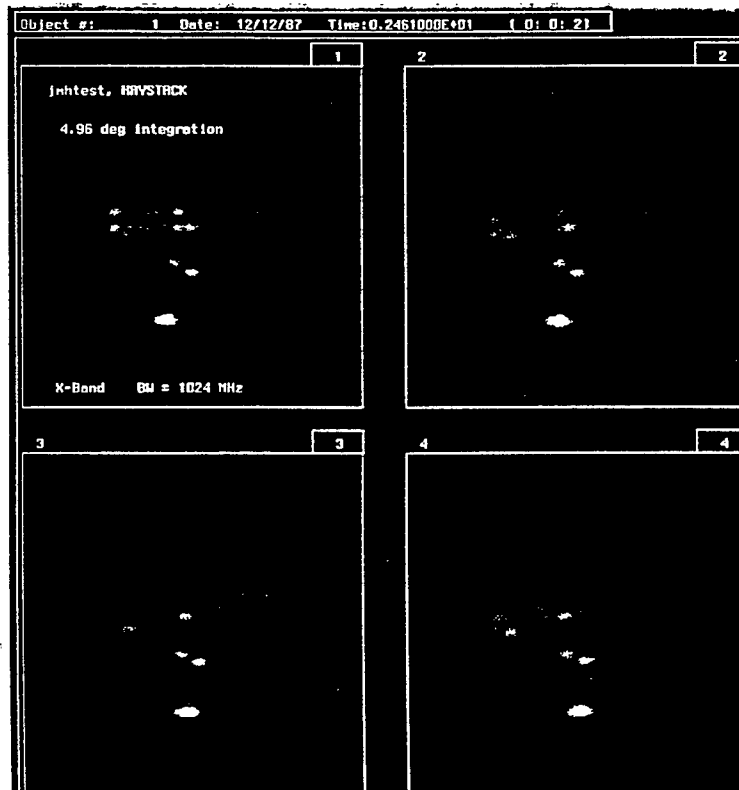 Object #: 1 Date: 12/12/87 Time:0.2461000E+01 ( 0: 0: 2)
1
2 2
jmhtest, HAYSTACK
4.96 deg integration
X-Band BW = 1024 MHz
3 3
4 4